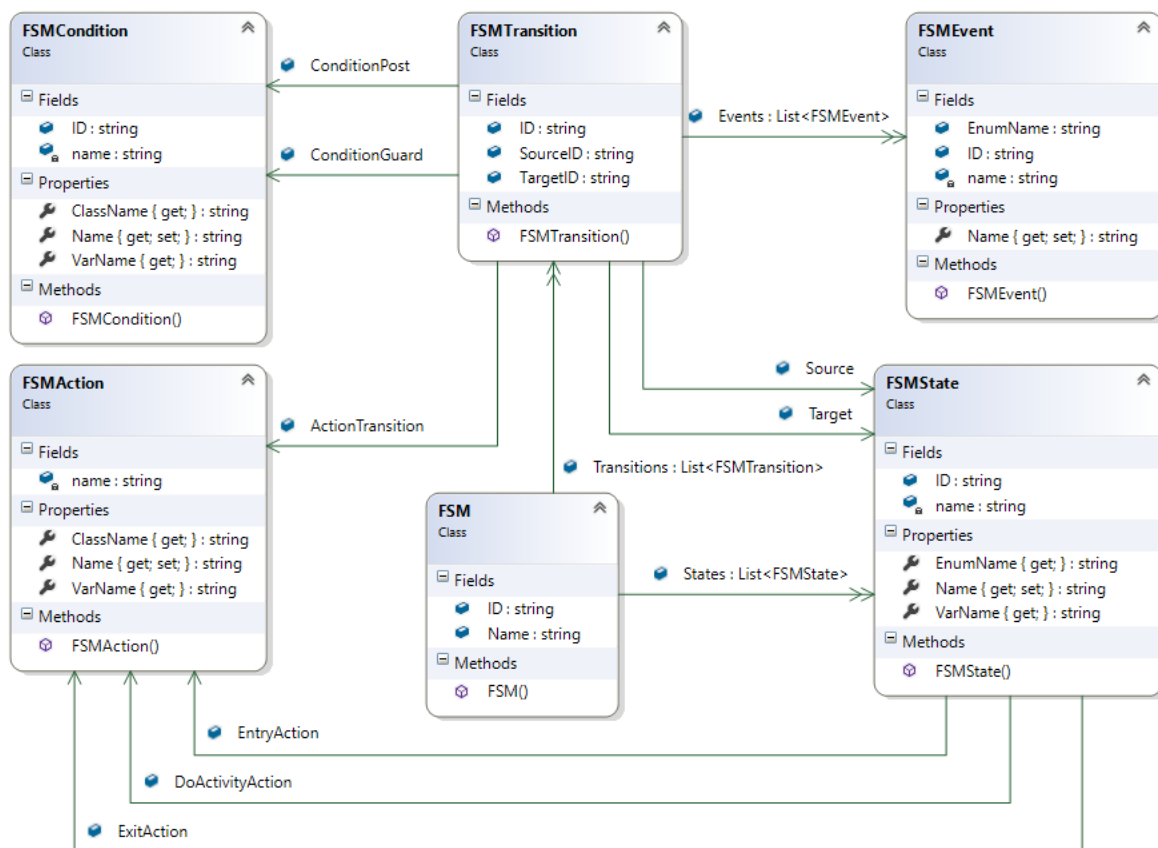 FSMCondition
Class
Fields
ID : string
name : string
Properties
ClassName { get; } : string
Name { get; set; } : string
VarName { get; } : string
Methods
FSMCondition()
ConditionPost
ConditionGuard
FSMTransition
Class
Fields
ID : string
SourceID : string
TargetID : string
Methods
FSMTransition()
Events : List<FSMEvent>
FSMEvent
Class
Fields
EnumName : string
ID : string
name : string
Properties
Name { get; set; } : string
Methods
FSMEvent()
FSMAction
Class
Fields
name : string
Properties
ClassName { get; } : string
Name { get; set; } : string
VarName { get; } : string
Methods
FSMAction()
ActionTransition
Source
Target
Transitions : List<FSMTransition>
FSM
Class
Fields
ID : string
Name : string
Methods
FSM()
States : List<FSMState>
FSMState
Class
Fields
ID : string
name : string
Properties
EnumName { get; } : string
Name { get; set; } : string
VarName { get; } : string
Methods
FSMState()
EntryAction
DoActivityAction
ExitAction